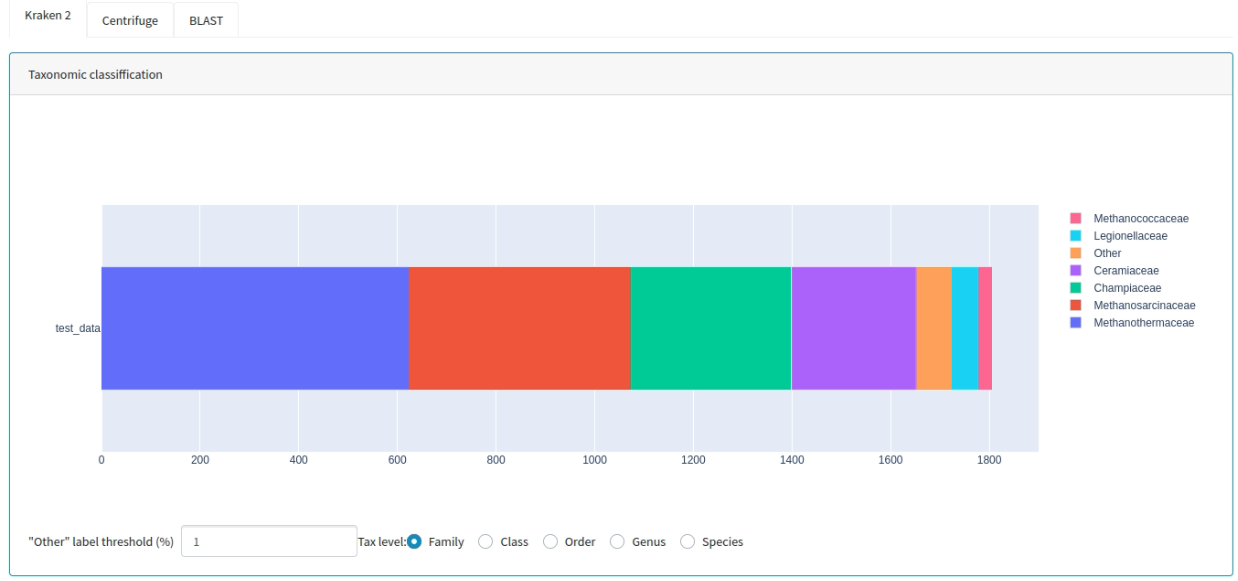 Kraken 2
Centrifuge
BLAST
Taxonomic classiffication
test_data
0 200 400 600 800 1000 1200 1400 1600 1800
Methanococcaceae
Legionellaceae
Other
Ceramiaceae
Champiaceae
Methanosarcinaceae
Methanothermaceae
"Other" label threshold (%) 1 Tax level: Family Class Order Genus Species